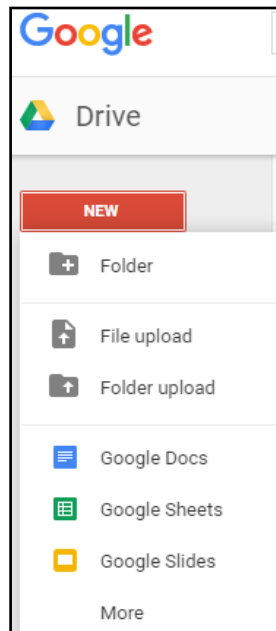 Google
Drive
NEW
Folder
File upload
Folder upload
Google Docs
Google Sheets
Google Slides
More